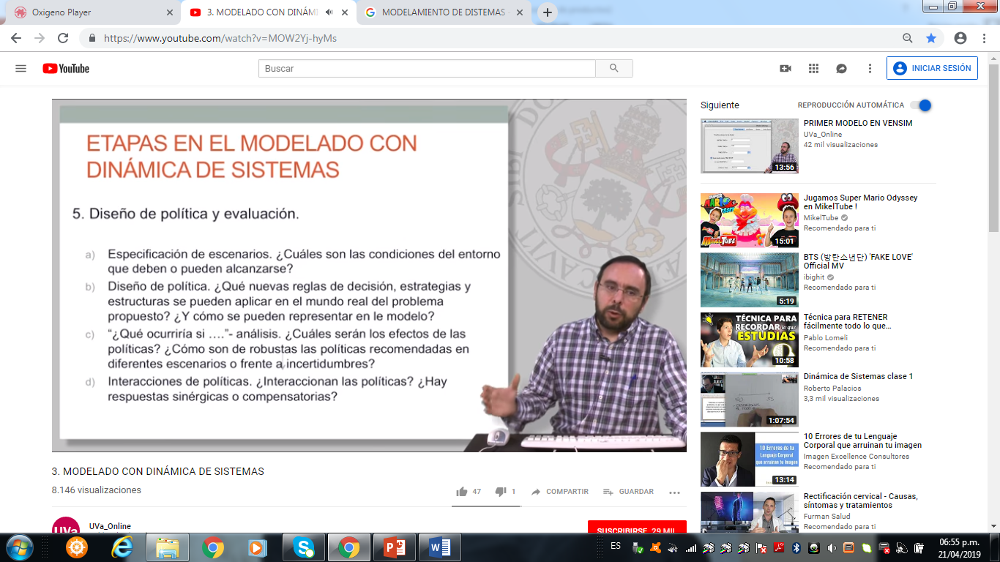 Oxigeno Player
3. MODELADO CON DINÁMI
MODELAMIENTO DE DISTEMAS
https://www.youtube.com/watch?v=MOW2Yj-hyMs
YouTube
Buscar
INICIAR SESIÓN
ETAPAS EN EL MODELADO CON
DINÁMICA DE SISTEMAS
5. Diseño de política y evaluación.
a) Especificación de escenarios. ¿Cuáles son las condiciones del entorno
que deben o pueden alcanzarse?
b) Diseño de política. ¿Qué nuevas reglas de decisión, estrategias y
estructuras se pueden aplicar en el mundo real del problema
propuesto? ¿Y cómo se pueden representar en le modelo?
c) “¿Qué ocurriría si ….”- análisis. ¿Cuáles serán los efectos de las
políticas? ¿Cómo son de robustas las políticas recomendadas en
diferentes escenarios o frente a incertidumbres?
d) Interacciones de políticas. ¿Interaccionan las políticas? ¿Hay
respuestas sinérgicas o compensatorias?
3. MODELADO CON DINÁMICA DE SISTEMAS
8.146 visualizaciones
47
1
COMPARTIR
GUARDAR
UVa
UVa_Online
SUSCRIBIRSE 29 MIL
Siguiente
REPRODUCCIÓN AUTOMÁTICA
13:56
PRIMER MODELO EN VENSIM
UVa_Online
42 mil visualizaciones
SUPER
MARIO
MIKELTUBE
15:01
Jugamos Super Mario Odyssey
en MikelTube !
MikelTube
Recomendado para ti
5:19
BTS (방탄소년단) 'FAKE LOVE'
Official MV
ibighit
Recomendado para ti
TÉCNICA PARA
RECORDAR lo que
ESTUDIAS
10:58
Técnica para RETENER
fácilmente todo lo que...
Pablo Lomeli
Recomendado para ti
1:07:54
Dinámica de Sistemas clase 1
Roberto Palacios
3,3 mil visualizaciones
10 Errores de tu
Lenguaje Corporal
que arruinan tu Imagen
13:14
10 Errores de tu Lenguaje
Corporal que arruinan tu imagen
Imagen Excellence Consultores
Recomendado para ti
Rectificación cervical - Causas,
síntomas y tratamientos
Furman Salud
Recomendado para ti
ES
06:55 p.m.
21/04/2019